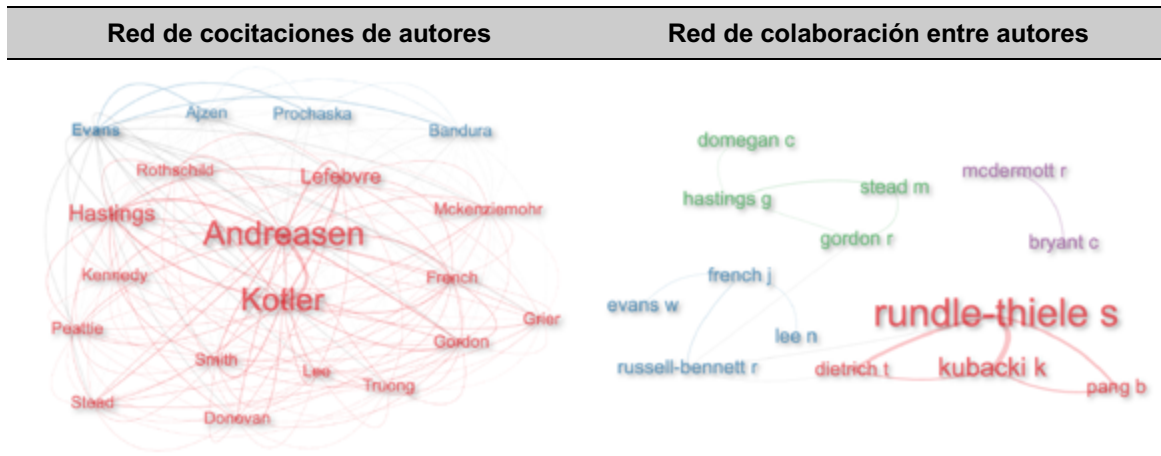 Red de cocitaciones de autores
Red de colaboración entre autores
Ajzen
Prochaska
Evans
Bandura
Rothschild
Lefebvre
Hastings
Mckenziemohr
Andreasen
Kennedy
French
Kotler
Peattie
Grier
Gordon
Smith
Lee
Truong
Stead
Donovan
domegan c
mcdermott r
stead m
hastings g
gordon r
bryant c
french j
evans w
rundle-thiele s
lee n
russell-bennett r
dietrich t
kubacki k
pang b